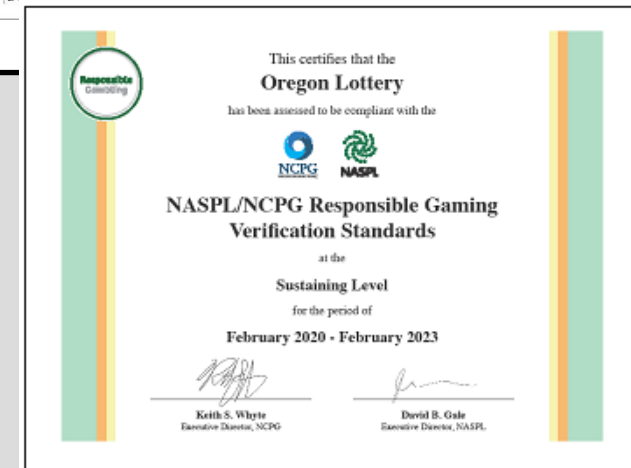 Responsible
Gambling
This certifies that the
Oregon Lottery
has been assessed to be compliant with the
NCPG
NASPL
NASPL/NCPG Responsible Gaming
Verification Standards
at the
Sustaining Level
for the period of
February 2020 - February 2023
Keith S. Whyte
Executive Director, NCPG
David B. Gale
Executive Director, NASPL